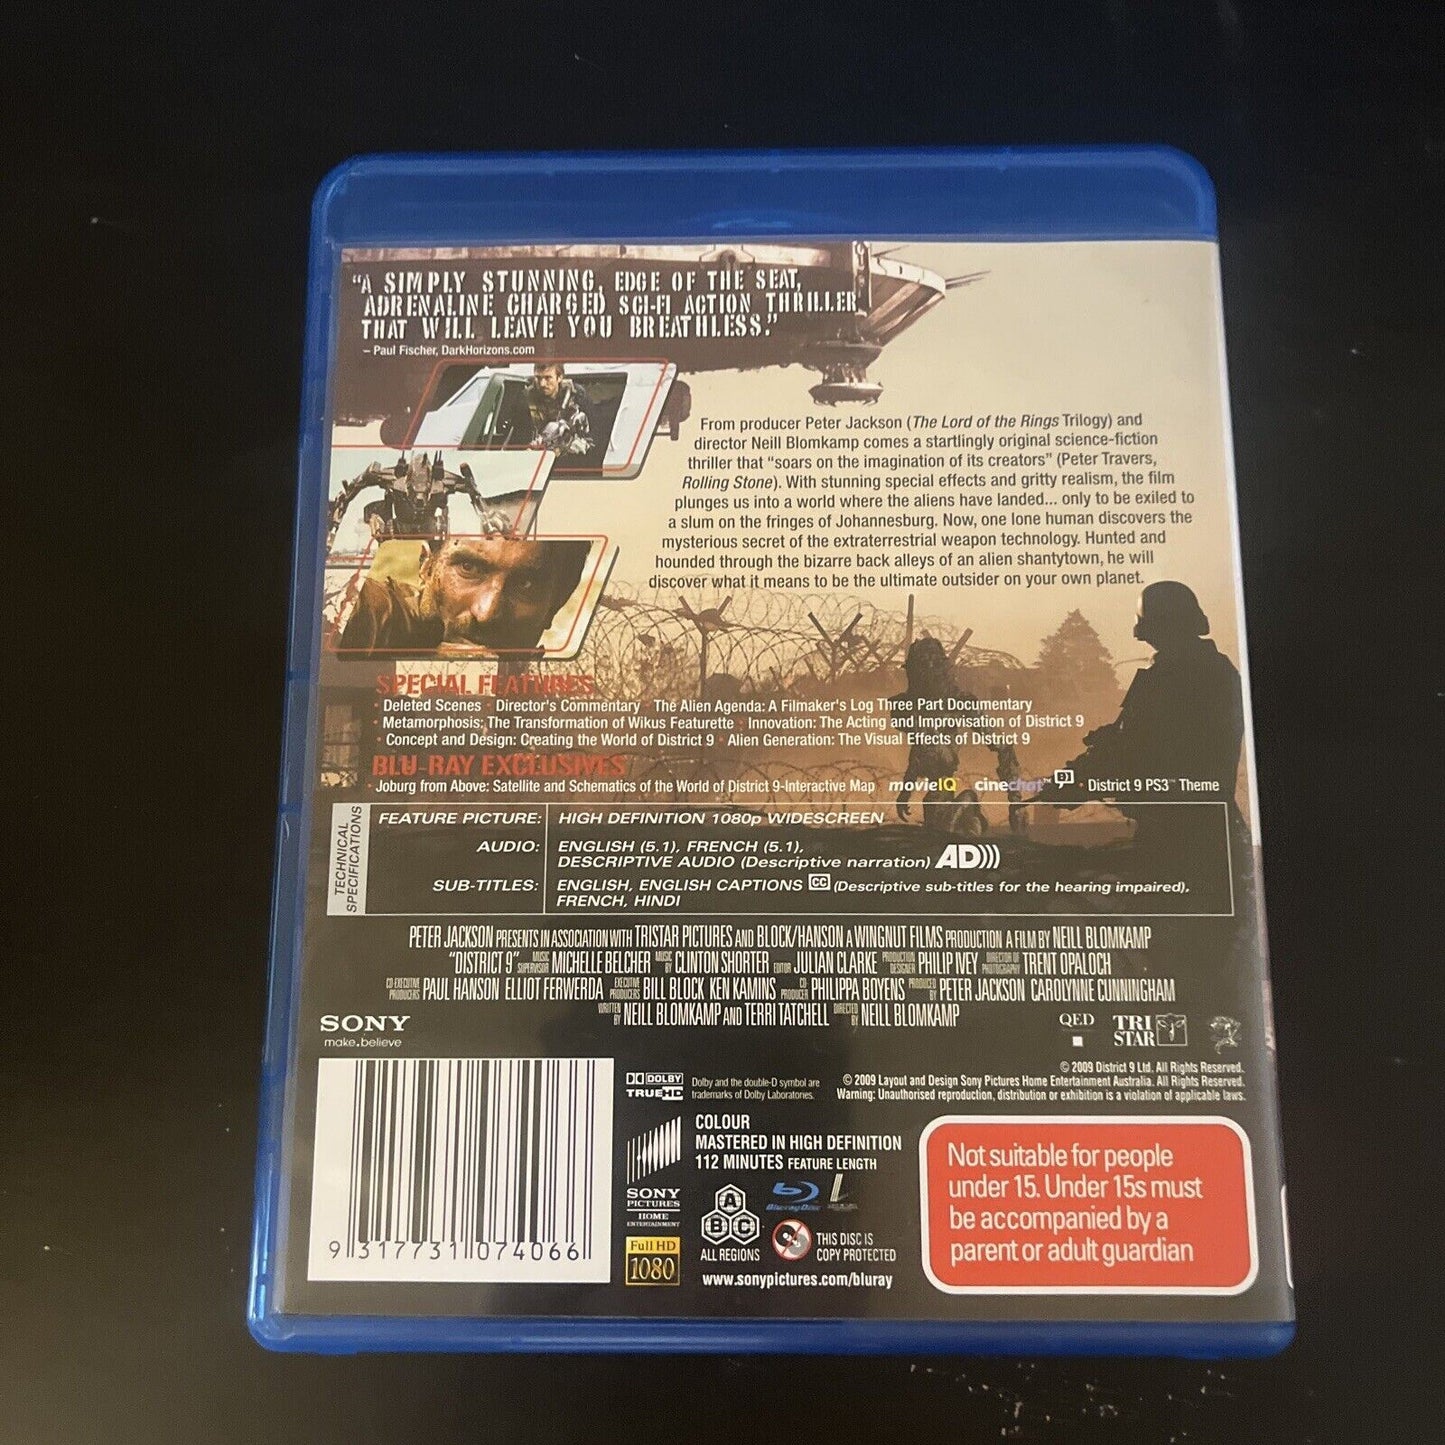 “A SIMPLY STUNNING, EDGE OF THE SEAT,
ADRENALINE CHARGED SCI-FI ACTION THRILLER
THAT WILL LEAVE YOU BREATHLESS.”
– Paul Fischer, DarkHorizons.com
From producer Peter Jackson (The Lord of the Rings Trilogy) and
director Neill Blomkamp comes a startlingly original science-fiction
thriller that “soars on the imagination of its creators” (Peter Travers,
Rolling Stone). With stunning special effects and gritty realism, the film
plunges us into a world where the aliens have landed... only to be exiled to
a slum on the fringes of Johannesburg. Now, one lone human discovers the
mysterious secret of the extraterrestrial weapon technology. Hunted and
hounded through the bizarre back alleys of an alien shantytown, he will
discover what it means to be the ultimate outsider on your own planet.
SPECIAL FEATURES
• Deleted Scenes • Director's Commentary • The Alien Agenda: A Filmaker's Log Three Part Documentary
• Metamorphosis: The Transformation of Wikus Featurette • Innovation: The Acting and Improvisation of District 9
• Concept and Design: Creating the World of District 9 • Alien Generation: The Visual Effects of District 9
BLU-RAY EXCLUSIVES
• Joburg from Above: Satellite and Schematics of the World of District 9-Interactive Map • movieIQ™ cinechat™ BD • District 9 PS3™ Theme
TECHNICAL
SPECIFICATIONS
FEATURE PICTURE: HIGH DEFINITION 1080p WIDESCREEN
AUDIO: ENGLISH (5.1), FRENCH (5.1),
DESCRIPTIVE AUDIO (Descriptive narration) AD)))
SUB-TITLES: ENGLISH, ENGLISH CAPTIONS CC (Descriptive sub-titles for the hearing impaired),
FRENCH, HINDI
PETER JACKSON PRESENTS IN ASSOCIATION WITH TRISTAR PICTURES AND BLOCK/HANSON A WINGNUT FILMS PRODUCTION A FILM BY NEILL BLOMKAMP
“DISTRICT 9” MUSIC SUPERVISOR MICHELLE BELCHER MUSIC BY CLINTON SHORTER EDITOR JULIAN CLARKE PRODUCTION DESIGNER PHILIP IVEY DIRECTOR OF PHOTOGRAPHY TRENT OPALOCH
CO-EXECUTIVE PRODUCERS PAUL HANSON ELLIOT FERWERDA EXECUTIVE PRODUCERS BILL BLOCK KEN KAMINS CO-PRODUCER PHILIPPA BOYENS PRODUCED BY PETER JACKSON CAROLYNNE CUNNINGHAM
WRITTEN BY NEILL BLOMKAMP AND TERRI TATCHELL DIRECTED BY NEILL BLOMKAMP
SONY
make.believe
QED
TRI
STAR
© 2009 District 9 Ltd. All Rights Reserved.
© 2009 Layout and Design Sony Pictures Home Entertainment Australia. All Rights Reserved.
Warning: Unauthorised reproduction, distribution or exhibition is a violation of applicable laws.
DOLBY
TRUEHD
Dolby and the double-D symbol are
trademarks of Dolby Laboratories.
COLOUR
MASTERED IN HIGH DEFINITION
112 MINUTES FEATURE LENGTH
SONY
PICTURES
HOME
ENTERTAINMENT
Full HD
1080
A
B C
ALL REGIONS
Blu-ray Disc
THIS DISC IS
COPY PROTECTED
www.sonypictures.com/bluray
9 317731 074066
Not suitable for people
under 15. Under 15s must
be accompanied by a
parent or adult guardian